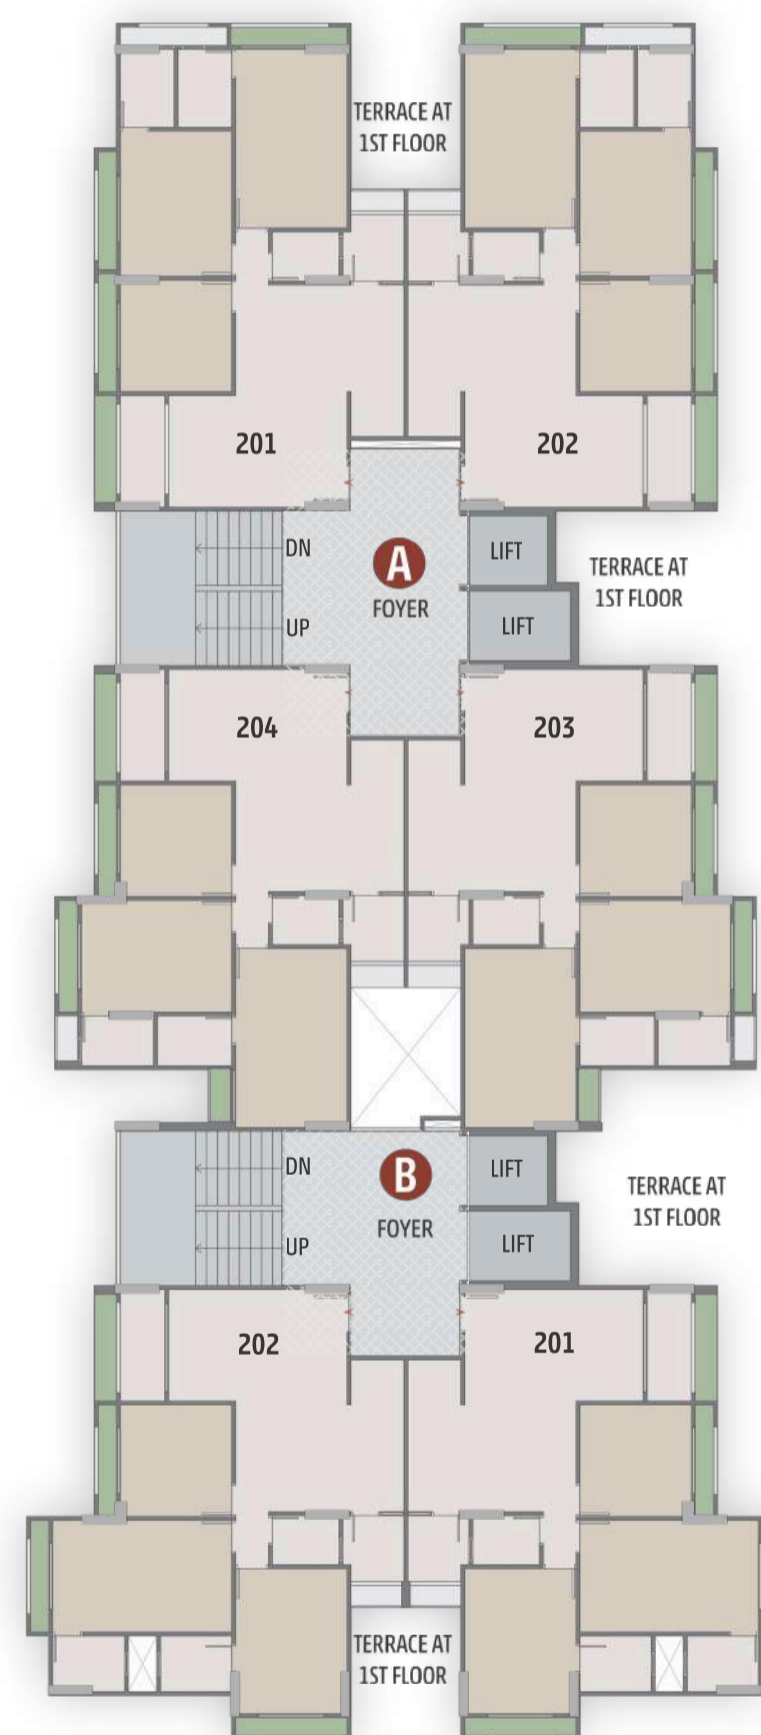 TERRACE AT
1ST FLOOR
201
202
DN
A
LIFT
TERRACE AT
1ST FLOOR
FOYER
UP
LIFT
204
203
DN
B
LIFT
TERRACE AT
1ST FLOOR
FOYER
UP
LIFT
202
201
TERRACE AT
1ST FLOOR